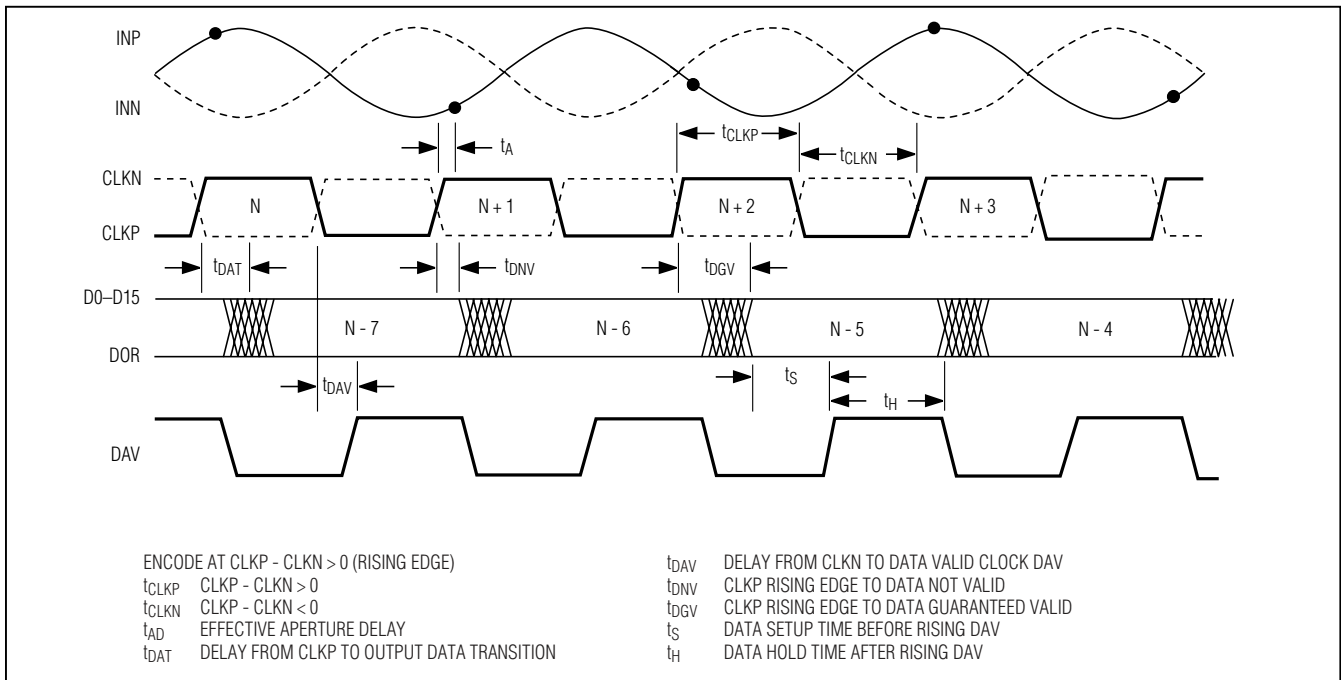 INP
INN
tA
tCLKP
tCLKN
CLKN
N
N + 1
N + 2
N + 3
CLKP
tDAT
tDNV
tDGV
D0–D15
N - 7
N - 6
N - 5
N - 4
DOR
tDAV
tS
tH
DAV
ENCODE AT CLKP - CLKN > 0 (RISING EDGE)
tCLKP CLKP - CLKN > 0
tCLKN CLKP - CLKN < 0
tAD EFFECTIVE APERTURE DELAY
tDAT DELAY FROM CLKP TO OUTPUT DATA TRANSITION
tDAV DELAY FROM CLKN TO DATA VALID CLOCK DAV
tDNV CLKP RISING EDGE TO DATA NOT VALID
tDGV CLKP RISING EDGE TO DATA GUARANTEED VALID
tS DATA SETUP TIME BEFORE RISING DAV
tH DATA HOLD TIME AFTER RISING DAV